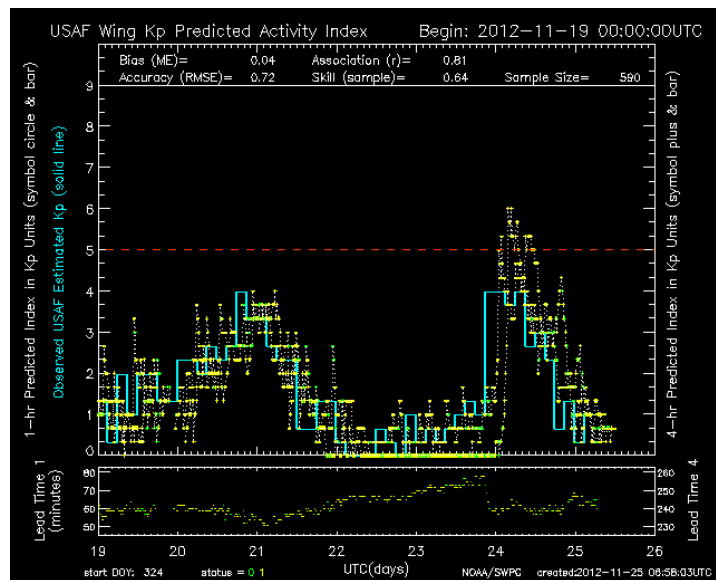 USAF Wing Kp Predicted Activity Index Begin: 2012-11-19 00:00:00UTC
Bias (ME)= 0.04 Association (r)= 0.81
Accuracy (RMSE)= 0.72 Skill (sample)= 0.64 Sample Size= 590
1-hr Predicted Index in Kp Units (symbol circle & bar)
Observed USAF Estimated Kp (solid line)
9
8
7
6
5
4
3
2
1
0
4-hr Predicted Index in Kp Units (symbol plus & bar)
Lead Time 1
(minutes)
80
70
60
50
260
250
240
230
Lead Time 4
19 20 21 22 23 24 25 26
UTC(days)
start DOY: 324 status = 0 1 NOAA/SWPC created:2012-11-25 06:58:03UTC